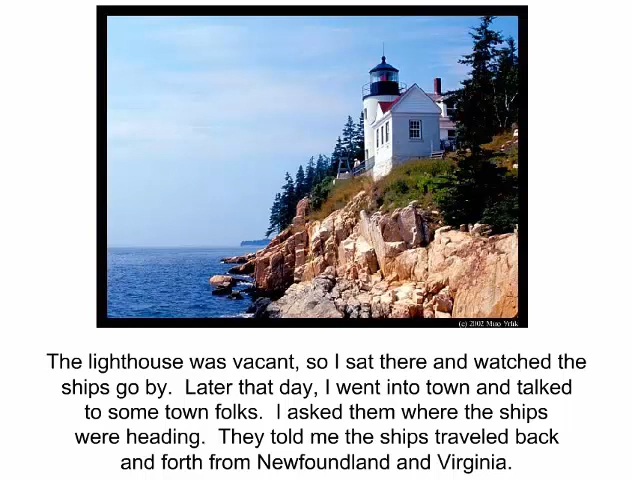 (c) 2002 Miao Yelik
The lighthouse was vacant, so I sat there and watched the
ships go by.  Later that day, I went into town and talked
to some town folks.  I asked them where the ships
were heading.  They told me the ships traveled back
and forth from Newfoundland and Virginia.